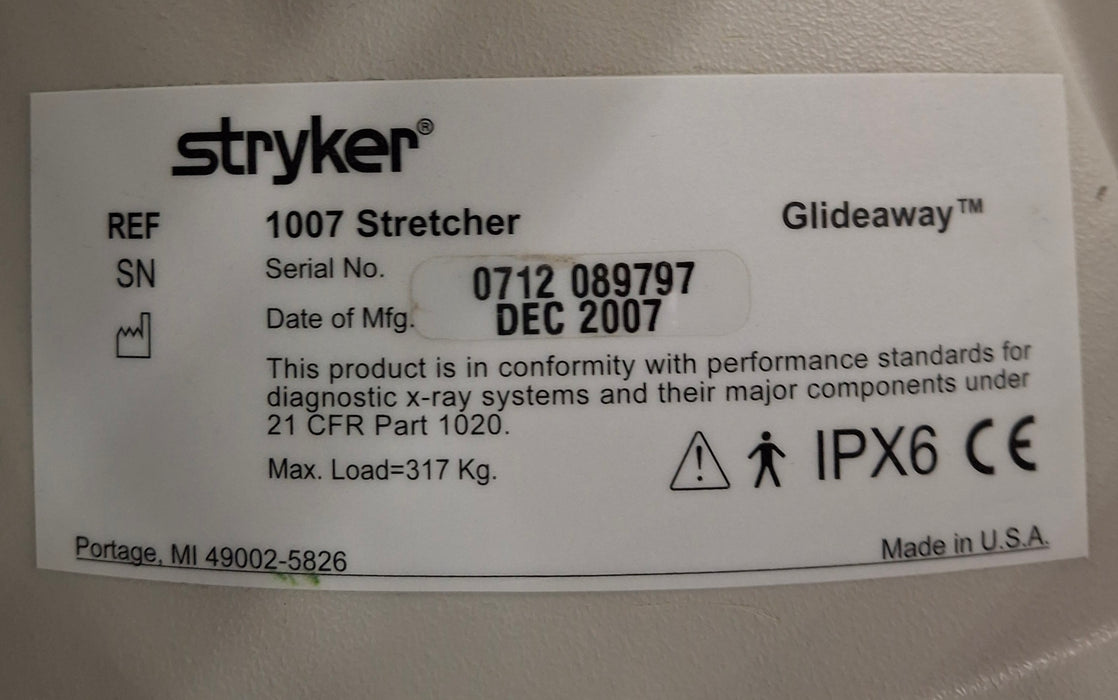 stryker®
REF 1007 Stretcher Glideaway™
SN Serial No. 0712 089797
Date of Mfg. DEC 2007
This product is in conformity with performance standards for
diagnostic x-ray systems and their major components under
21 CFR Part 1020.
Max. Load=317 Kg. IPX6 CE
Portage, MI 49002-5826 Made in U.S.A.